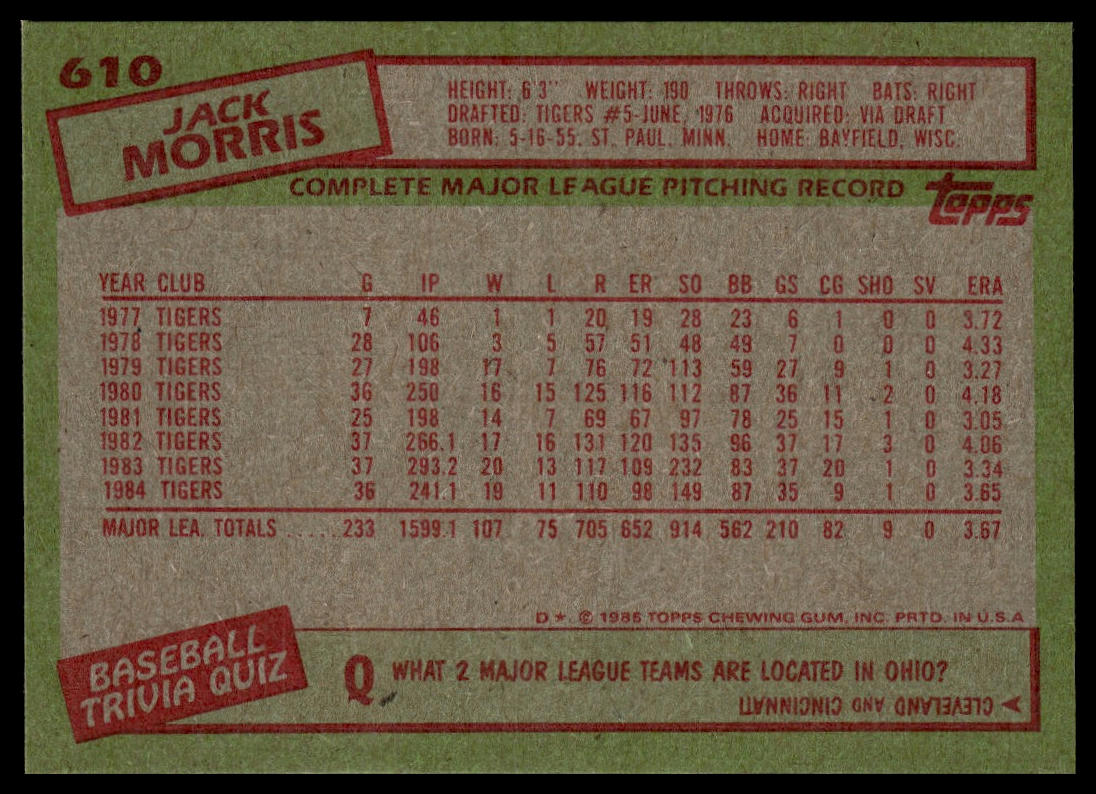 610
JACK
MORRIS
HEIGHT: 6'3" WEIGHT: 190 THROWS: RIGHT BATS: RIGHT
DRAFTED: TIGERS #5-JUNE, 1976 ACQUIRED: VIA DRAFT
BORN: 5-16-55, ST. PAUL, MINN. HOME: BAYFIELD, WISC.
COMPLETE MAJOR LEAGUE PITCHING RECORD
topps
YEAR CLUB G IP W L R ER SO BB GS CG SHO SV ERA
1977 TIGERS 7 46 1 1 20 19 28 23 6 1 0 0 3.72
1978 TIGERS 28 106 3 5 57 51 48 49 7 0 0 0 4.33
1979 TIGERS 27 198 17 7 76 72 113 59 27 9 1 0 3.27
1980 TIGERS 36 250 16 15 125 116 112 87 36 11 2 0 4.18
1981 TIGERS 25 198 14 7 69 67 97 78 25 15 1 0 3.05
1982 TIGERS 37 266.1 17 16 131 120 135 96 37 17 3 0 4.06
1983 TIGERS 37 293.2 20 13 117 109 232 83 37 20 1 0 3.34
1984 TIGERS 36 241.1 19 11 110 98 149 87 35 9 1 0 3.65
MAJOR LEA. TOTALS ..... 233 1599.1 107 75 705 652 914 562 210 82 9 0 3.67
D * © 1985 TOPPS CHEWING GUM, INC. PRTD. IN U.S.A
BASEBALL
TRIVIA QUIZ
Q WHAT 2 MAJOR LEAGUE TEAMS ARE LOCATED IN OHIO?
CLEVELAND AND CINCINNATI